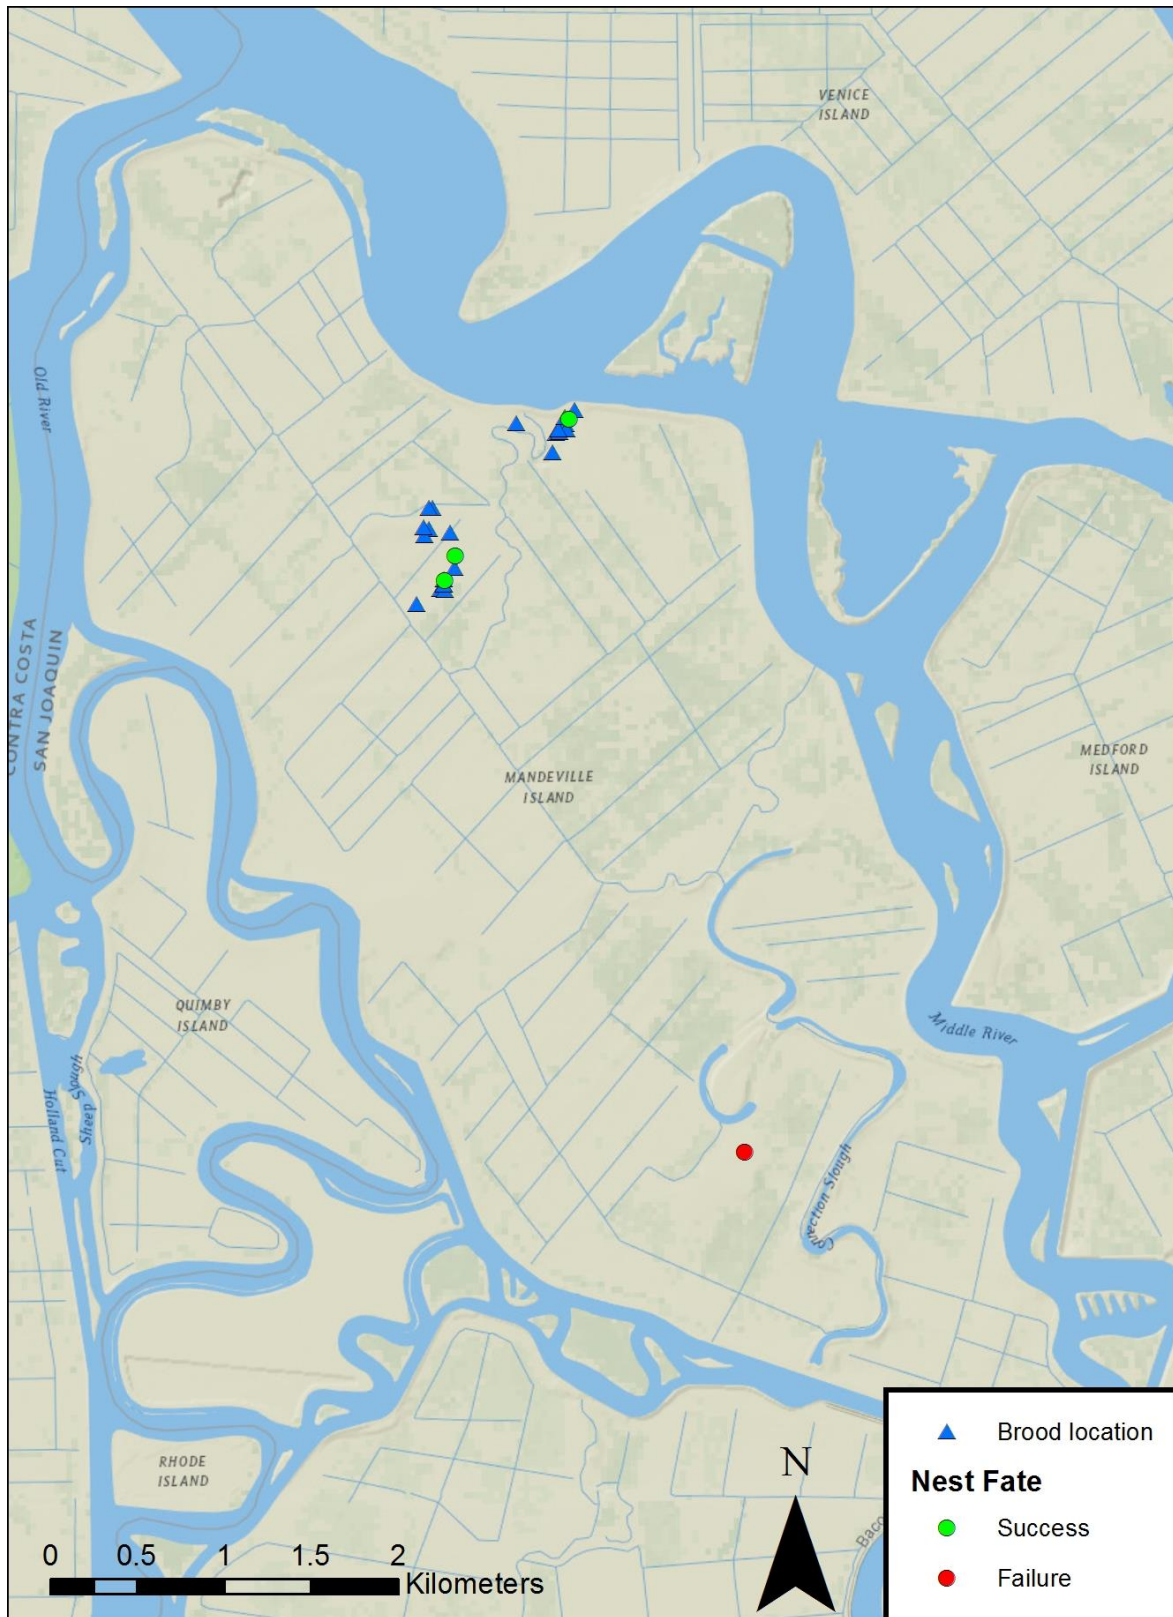 VENICE
ISLAND
Old River
CONTRA COSTA
SAN JOAQUIN
MANDEVILLE
ISLAND
MEDFORD
ISLAND
QUIMBY
ISLAND
Middle River
Sheep Slough
Holland Cut
Connection Slough
RHODE
ISLAND
N
Baco
0 0.5 1 1.5 2
Kilometers
Brood location
Nest Fate
Success
Failure